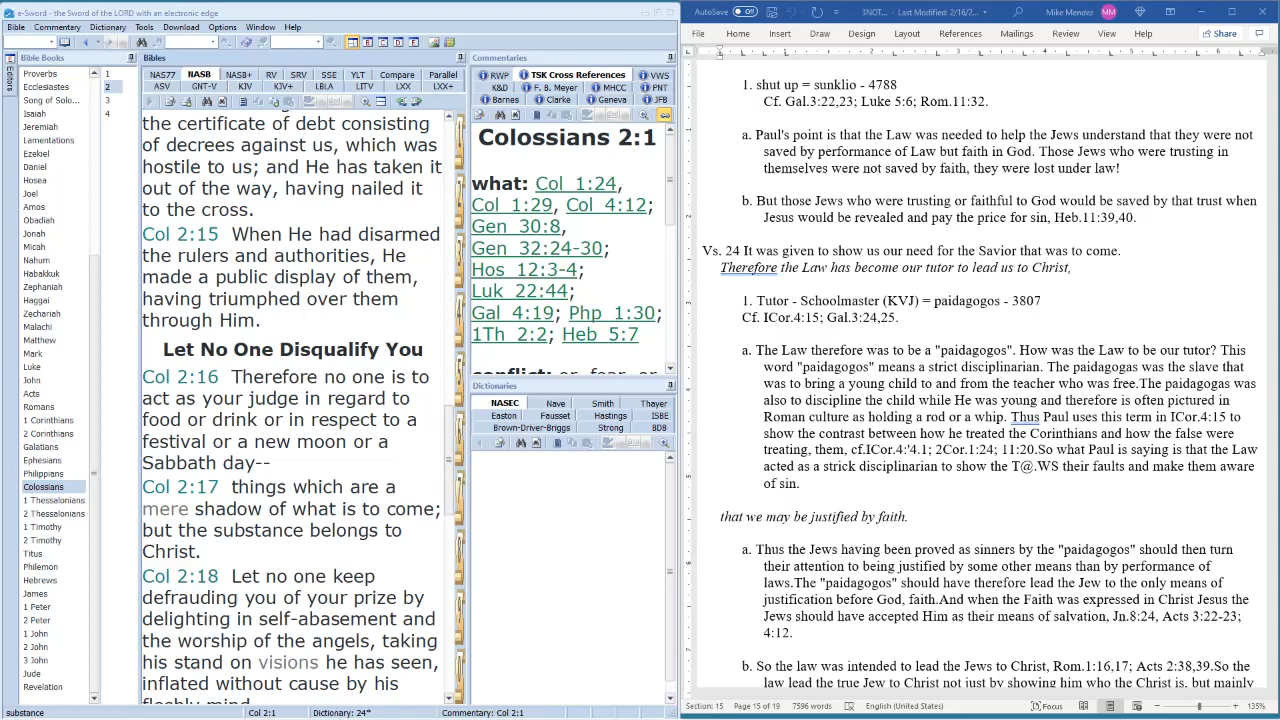 e-Sword - the Sword of the LORD with an electronic edge
Bible Commentary Dictionary Tools Download Options Window Help
Bible Books
Proverbs
Ecclesiastes
Song of Solo...
Isaiah
Jeremiah
Lamentations
Ezekiel
Daniel
Hosea
Joel
Amos
Obadiah
Jonah
Micah
Nahum
Habakkuk
Zephaniah
Haggai
Zechariah
Malachi
Matthew
Mark
Luke
John
Acts
Romans
1 Corinthians
2 Corinthians
Galatians
Ephesians
Philippians
Colossians
1 Thessalonians
2 Thessalonians
1 Timothy
2 Timothy
Titus
Philemon
Hebrews
James
1 Peter
2 Peter
1 John
2 John
3 John
Jude
Revelation
Editors
1
2
3
4
Bibles
NAS77 NASB NASB+ RV SRV SSE YLT Compare Parallel
ASV GNT-V KJV KJV+ LBLA LITV LXX LXX+
the certificate of debt consisting
of decrees against us, which was
hostile to us; and He has taken it
out of the way, having nailed it
to the cross.
Col 2:15 When He had disarmed
the rulers and authorities, He
made a public display of them,
having triumphed over them
through Him.
Let No One Disqualify You
Col 2:16 Therefore no one is to
act as your judge in regard to
food or drink or in respect to a
festival or a new moon or a
Sabbath day--
Col 2:17 things which are a
mere shadow of what is to come;
but the substance belongs to
Christ.
Col 2:18 Let no one keep
defrauding you of your prize by
delighting in self-abasement and
the worship of the angels, taking
his stand on visions he has seen,
inflated without cause by his
fleshly mind
Commentaries
RWP TSK Cross References VWS
K&D F. B. Meyer MHCC PNT
Barnes Clarke Geneva JFB
Colossians 2:1
what: Col 1:24,
Col 1:29, Col 4:12;
Gen 30:8,
Gen 32:24-30;
Hos 12:3-4;
Luk 22:44;
Gal 4:19; Php 1:30;
1Th 2:2; Heb 5:7
conflict: or, fear, or
Dictionaries
NASEC Nave Smith Thayer
Easton Fausset Hastings ISBE
Brown-Driver-Briggs Strong BDB
substance Col 2:1 Dictionary: 24* Commentary: Col 2:1
AutoSave Off 3NOT... - Last Modified: 2/16/2... Mike Mendez MM
File Home Insert Draw Design Layout References Mailings Review View Help Share
1. shut up = sunklio - 4788
Cf. Gal.3:22,23; Luke 5:6; Rom.11:32.
a. Paul's point is that the Law was needed to help the Jews understand that they were not
saved by performance of Law but faith in God. Those Jews who were trusting in
themselves were not saved by faith, they were lost under law!
b. But those Jews who were trusting or faithful to God would be saved by that trust when
Jesus would be revealed and pay the price for sin, Heb.11:39,40.
Vs. 24 It was given to show us our need for the Savior that was to come.
Therefore the Law has become our tutor to lead us to Christ,
1. Tutor - Schoolmaster (KVJ) = paidagogos - 3807
Cf. ICor.4:15; Gal.3:24,25.
a. The Law therefore was to be a "paidagogos". How was the Law to be our tutor? This
word "paidagogos" means a strict disciplinarian. The paidagogas was the slave that
was to bring a young child to and from the teacher who was free.The paidagogas was
also to discipline the child while He was young and therefore is often pictured in
Roman culture as holding a rod or a whip. Thus Paul uses this term in ICor.4:15 to
show the contrast between how he treated the Corinthians and how the false were
treating, them, cf.ICor.4:'4.1; 2Cor.1:24; 11:20.So what Paul is saying is that the Law
acted as a strick disciplinarian to show the T@.WS their faults and make them aware
of sin.
that we may be justified by faith.
a. Thus the Jews having been proved as sinners by the "paidagogos" should then turn
their attention to being justified by some other means than by performance of
laws.The "paidagogos" should have therefore lead the Jew to the only means of
justification before God, faith.And when the Faith was expressed in Christ Jesus the
Jews should have accepted Him as their means of salvation, Jn.8:24, Acts 3:22-23;
4:12.
b. So the law was intended to lead the Jews to Christ, Rom.1:16,17; Acts 2:38,39.So the
law lead the true Jew to Christ not just by showing him who the Christ is, but mainly
Section: 15 Page 15 of 19 7596 words English (United States) Focus 135%